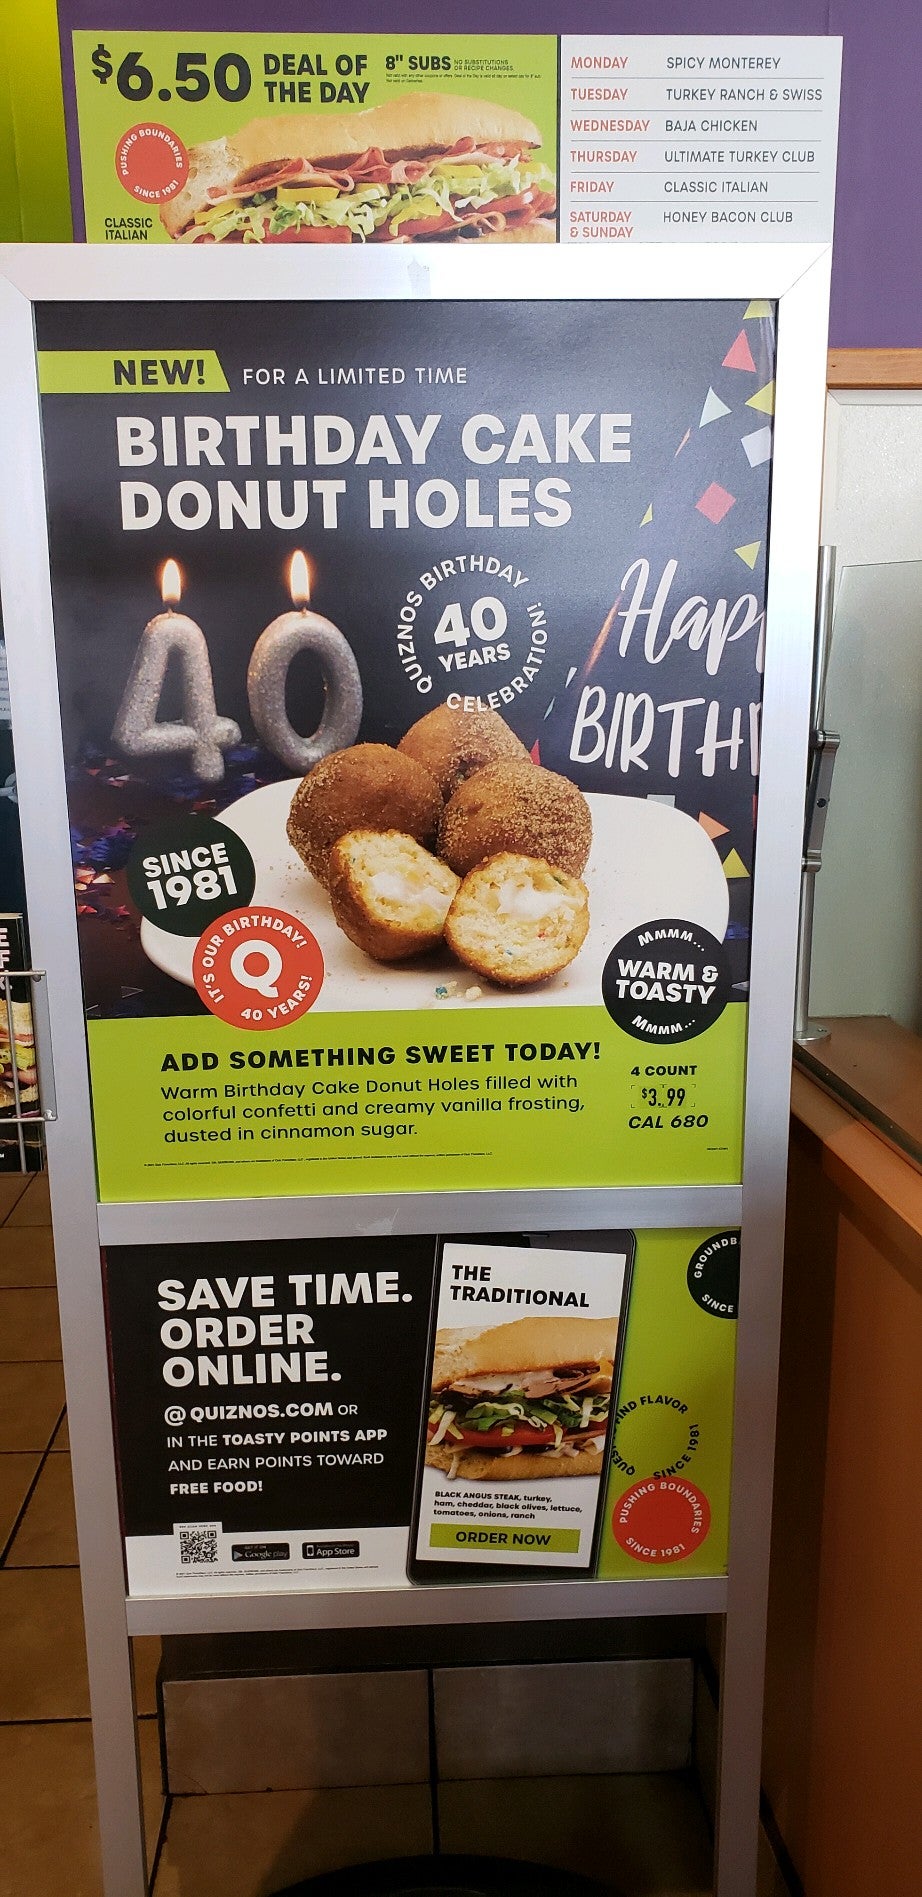 $6.50 DEAL OF THE DAY
8" SUBS NO SUBSTITUTIONS OR RECIPE CHANGES
PUSHING BOUNDARIES SINCE 1981
CLASSIC
ITALIAN
MONDAY SPICY MONTEREY
TUESDAY TURKEY RANCH & SWISS
WEDNESDAY BAJA CHICKEN
THURSDAY ULTIMATE TURKEY CLUB
FRIDAY CLASSIC ITALIAN
SATURDAY & SUNDAY HONEY BACON CLUB
NEW! FOR A LIMITED TIME
BIRTHDAY CAKE
DONUT HOLES
40
QUIZNOS BIRTHDAY CELEBRATION!
40
YEARS
Hap
BIRTH
SINCE
1981
IT'S OUR BIRTHDAY!
Q
40 YEARS!
MMMM...
WARM &
TOASTY
MMMM...
ADD SOMETHING SWEET TODAY!
Warm Birthday Cake Donut Holes filled with
colorful confetti and creamy vanilla frosting,
dusted in cinnamon sugar.
4 COUNT
$3.99
CAL 680
SAVE TIME.
ORDER
ONLINE.
@ QUIZNOS.COM OR
IN THE TOASTY POINTS APP
AND EARN POINTS TOWARD
FREE FOOD!
Google play
App Store
THE
TRADITIONAL
BLACK ANGUS STEAK, turkey,
ham, cheddar, black olives, lettuce,
tomatoes, onions, ranch
ORDER NOW
GROUNDB
SINCE
FIND FLAVOR
SINCE 1981
PUSHING BOUNDARIES
SINCE 1981